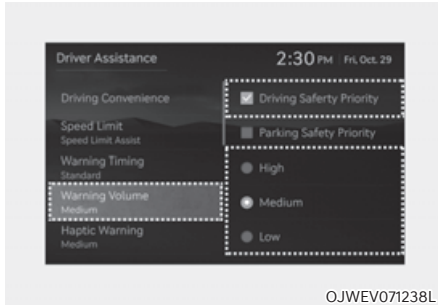 Driver Assistance
2:30 PM Fri, Oct. 29
Driving Convenience
Speed Limit
Speed Limit Assist
Warning Timing
Standard
Warning Volume
Medium
Haptic Warning
Medium
Driving Saferty Priority
Parking Safety Priority
High
Medium
Low
OJWEV071238L